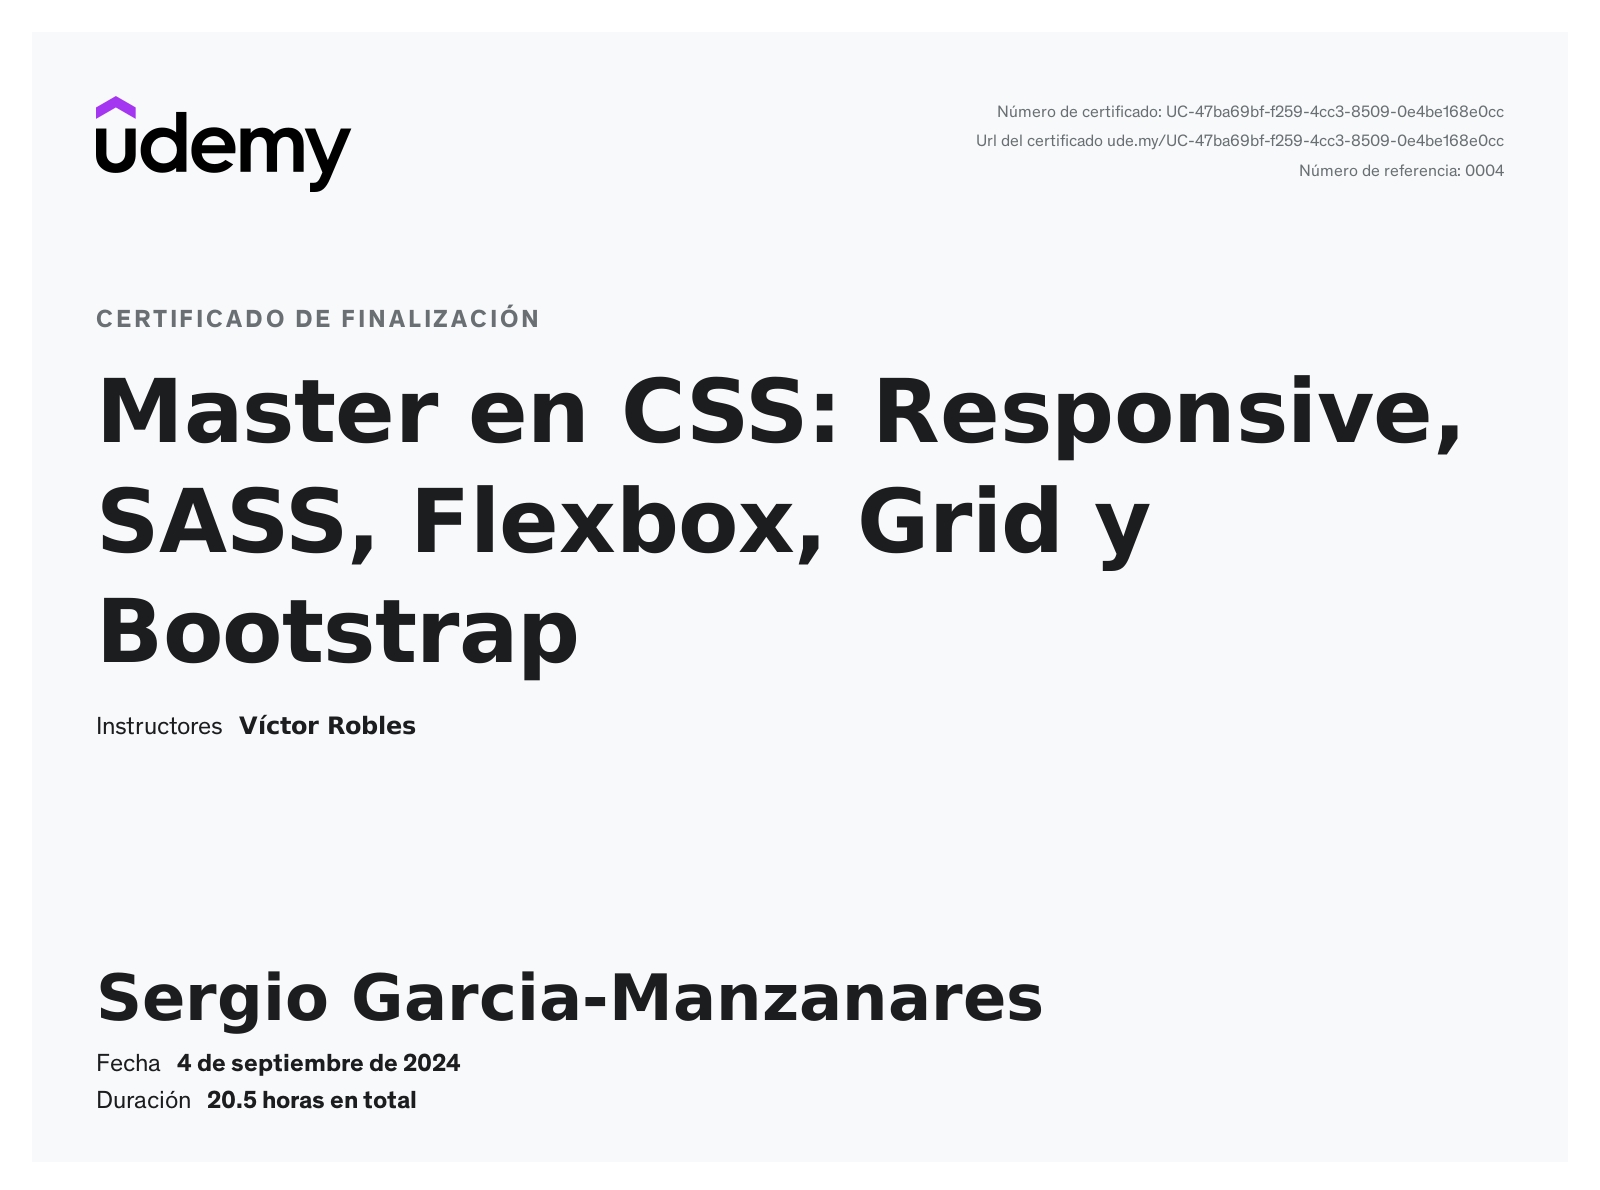 udemy
Número de certificado: UC-47ba69bf-f259-4cc3-8509-0e4be168e0cc
Url del certificado ude.my/UC-47ba69bf-f259-4cc3-8509-0e4be168e0cc
Número de referencia: 0004
CERTIFICADO DE FINALIZACIÓN
Master en CSS: Responsive,
SASS, Flexbox, Grid y
Bootstrap
Instructores Víctor Robles
Sergio Garcia-Manzanares
Fecha 4 de septiembre de 2024
Duración 20.5 horas en total